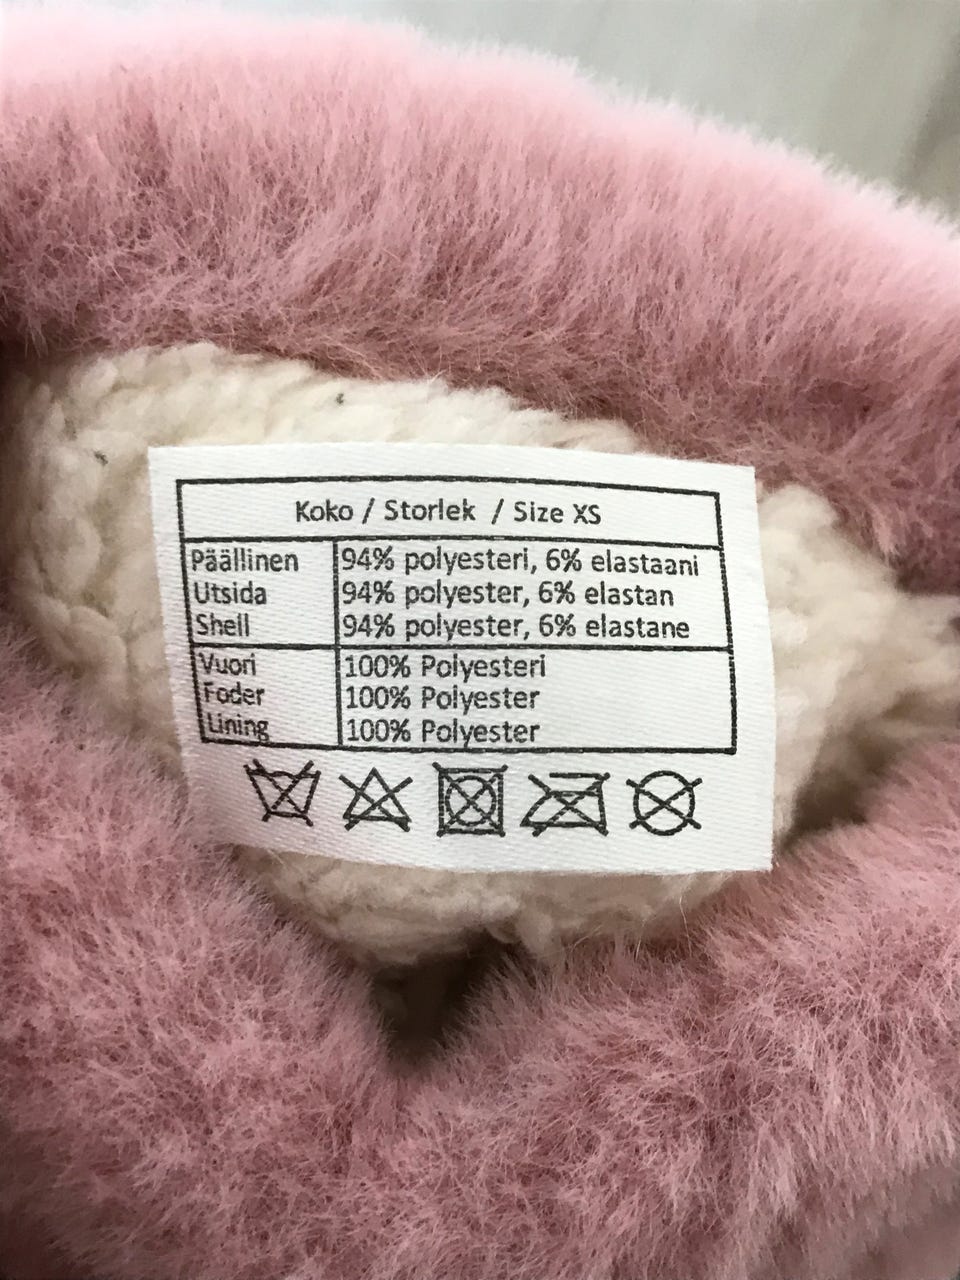 Koko / Storlek / Size XS
Päällinen 94% polyesteri, 6% elastaani
Utsida 94% polyester, 6% elastan
Shell 94% polyester, 6% elastane
Vuori 100% Polyesteri
Foder 100% Polyester
Lining 100% Polyester